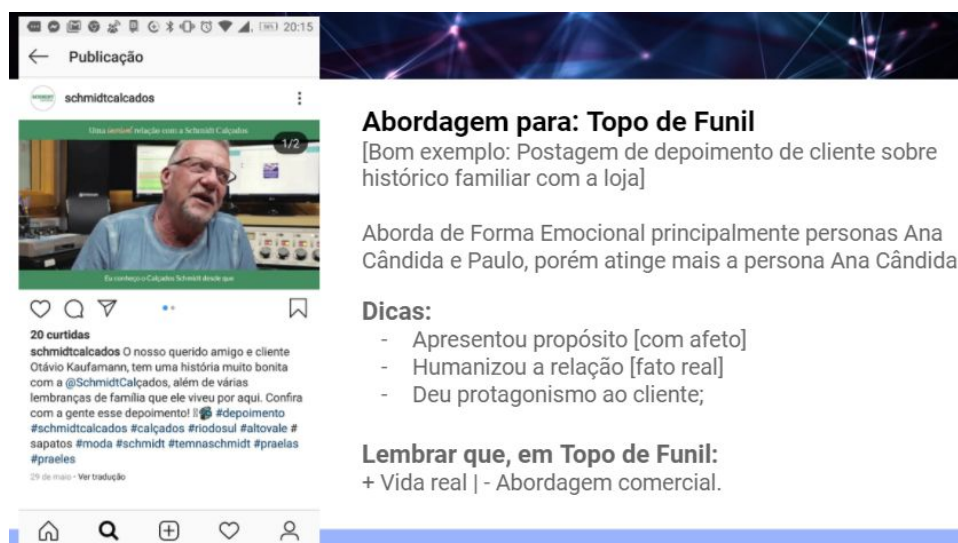 20:15
Publicação
schmidtcalcados
Uma incrível relação com a Schmidt Calçados
1/2
Eu conheço o Calçados Schmidt desde que
20 curtidas
schmidtcalcados O nosso querido amigo e cliente
Otávio Kaufamann, tem uma história muito bonita
com a @SchmidtCalçados, além de várias
lembranças de família que ele viveu por aqui. Confira
com a gente esse depoimento! #depoimento
#schmidtcalcados #calçados #riodosul #altovale #
sapatos #moda #schmidt #temnaschmidt #praelas
#praeles
29 de maio - Ver tradução
Abordagem para: Topo de Funil
[Bom exemplo: Postagem de depoimento de cliente sobre
histórico familiar com a loja]
Aborda de Forma Emocional principalmente personas Ana
Cândida e Paulo, porém atinge mais a persona Ana Cândida
Dicas:
- Apresentou propósito [com afeto]
- Humanizou a relação [fato real]
- Deu protagonismo ao cliente;
Lembrar que, em Topo de Funil:
+ Vida real | - Abordagem comercial.